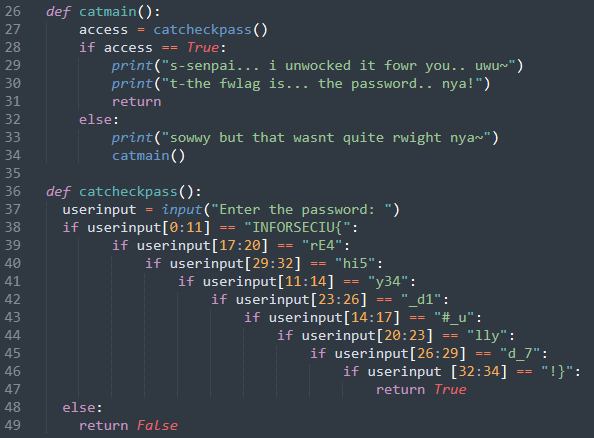 26 def catmain():
27     access = catcheckpass()
28     if access == True:
29         print("s-senpai... i unwocked it fowr you.. uwu~")
30         print("t-the fwlag is... the password.. nya!")
31         return
32     else:
33         print("sowwy but that wasnt quite rwight nya~")
34         catmain()
35
36 def catcheckpass():
37   userinput = input("Enter the password: ")
38   if userinput[0:11] == "INFORSECIU{":
39         if userinput[17:20] == "rE4":
40             if userinput[29:32] == "hi5":
41                 if userinput[11:14] == "y34":
42                     if userinput[23:26] == "_d1":
43                         if userinput[14:17] == "#_u":
44                             if userinput[20:23] == "lly":
45                                 if userinput[26:29] == "d_7":
46                                     if userinput [32:34] == "!}":
47                                         return True
48   else:
49     return False